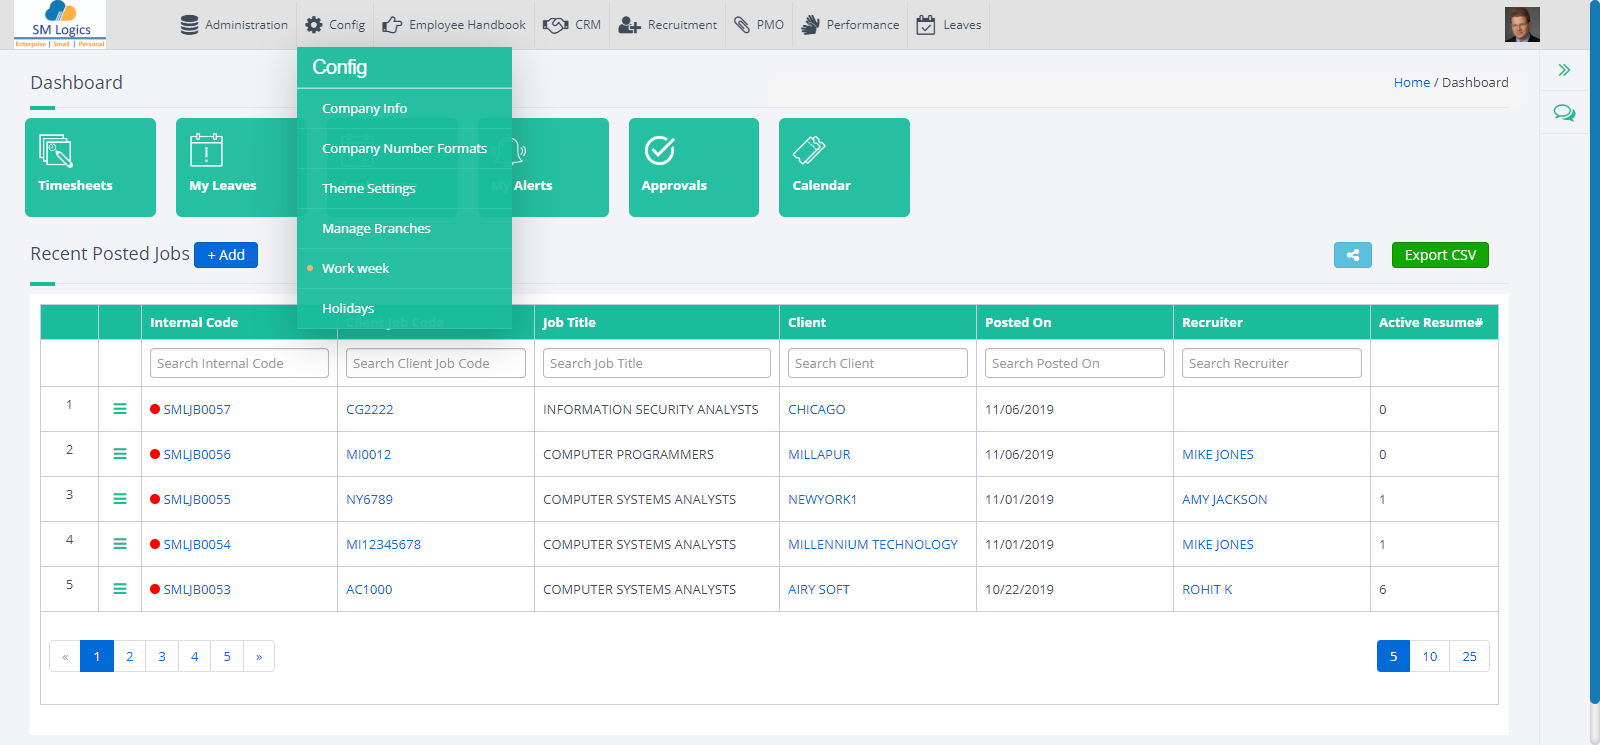 SM Logics
Enterprise | Small | Personal
Administration Config Employee Handbook CRM Recruitment PMO Performance Leaves
Config
Company Info
Company Number Formats
Theme Settings
Manage Branches
Work week
Holidays
Dashboard
Home / Dashboard
Timesheets My Leaves My Alerts Approvals Calendar
Recent Posted Jobs + Add Export CSV
Internal Code Client Job Code Job Title Client Posted On Recruiter Active Resume#
Search Internal Code Search Client Job Code Search Job Title Search Client Search Posted On Search Recruiter
1 SMLJB0057 CG2222 INFORMATION SECURITY ANALYSTS CHICAGO 11/06/2019 0
2 SMLJB0056 MI0012 COMPUTER PROGRAMMERS MILLAPUR 11/06/2019 MIKE JONES 0
3 SMLJB0055 NY6789 COMPUTER SYSTEMS ANALYSTS NEWYORK1 11/01/2019 AMY JACKSON 1
4 SMLJB0054 MI12345678 COMPUTER SYSTEMS ANALYSTS MILLENNIUM TECHNOLOGY 11/01/2019 MIKE JONES 1
5 SMLJB0053 AC1000 COMPUTER SYSTEMS ANALYSTS AIRY SOFT 10/22/2019 ROHIT K 6
« 1 2 3 4 5 » 5 10 25